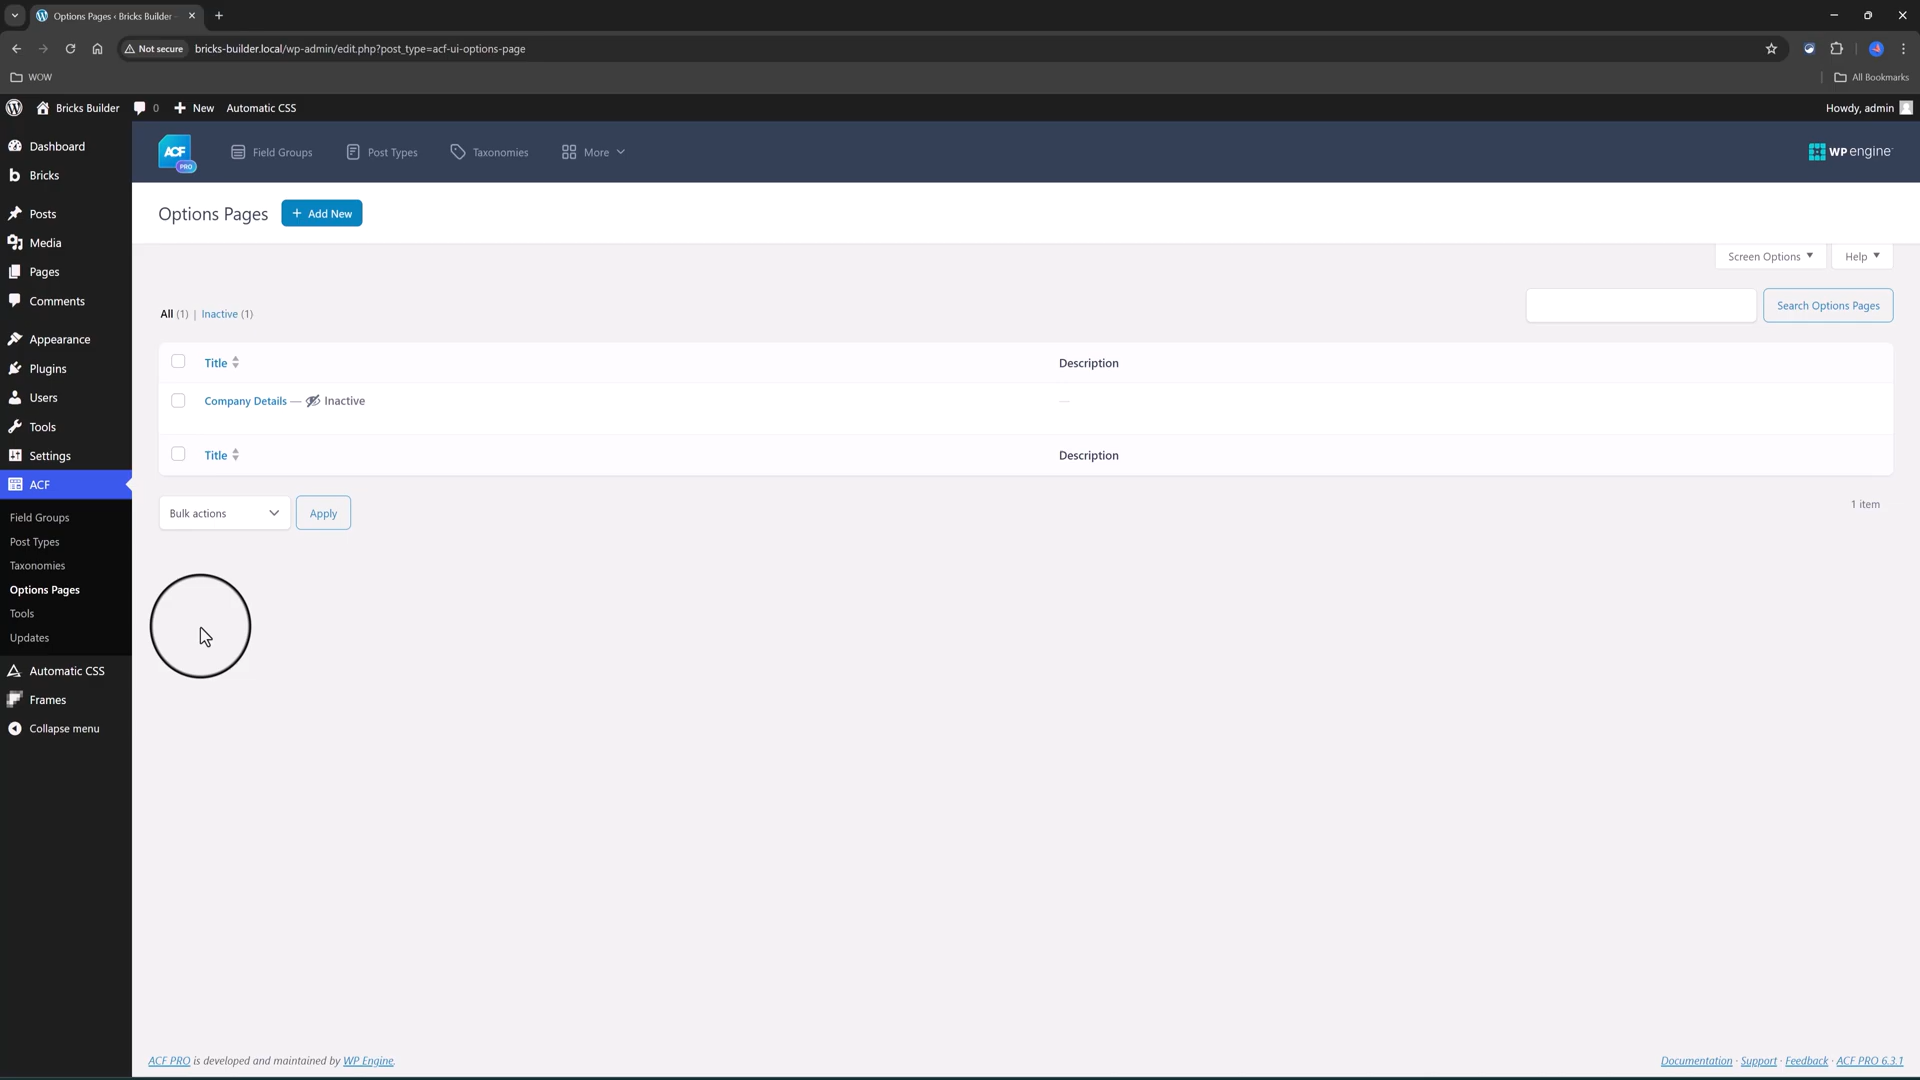 Options Pages ‹ Bricks Builder
Not secure
bricks-builder.local/wp-admin/edit.php?post_type=acf-ui-options-page
WOW
All Bookmarks
Bricks Builder
0
New
Automatic CSS
Howdy, admin
Dashboard
Bricks
Posts
Media
Pages
Comments
Appearance
Plugins
Users
Tools
Settings
ACF
Field Groups
Post Types
Taxonomies
Options Pages
Tools
Updates
Automatic CSS
Frames
Collapse menu
ACF
PRO
Field Groups
Post Types
Taxonomies
More
WP engine
Options Pages
+ Add New
Screen Options
Help
All (1) | Inactive (1)
Search Options Pages
Title
Description
Company Details — Inactive
—
Title
Description
Bulk actions
Apply
1 item
ACF PRO is developed and maintained by WP Engine.
Documentation · Support · Feedback · ACF PRO 6.3.1